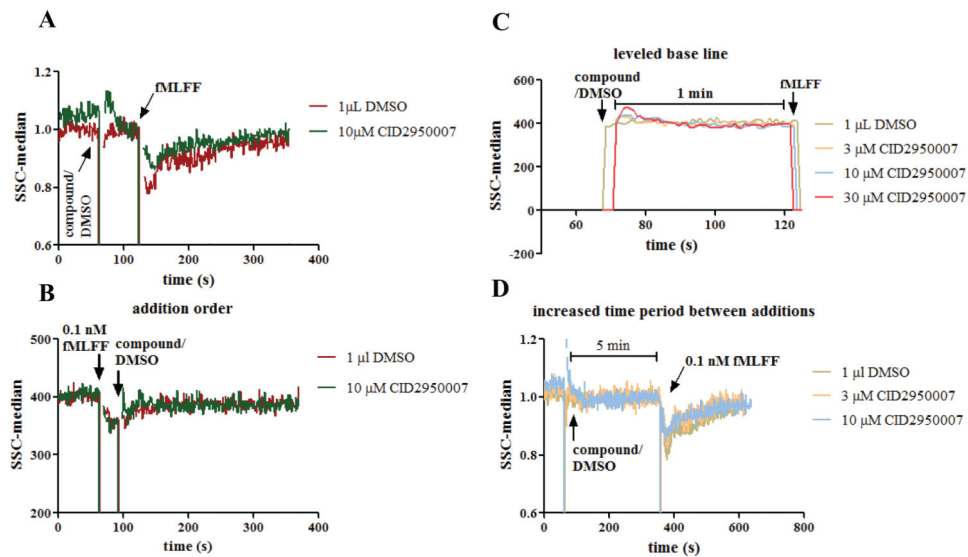 A
1.2
1.0
0.8
0.6
SSC-median
fMLFF
compound/
DMSO
1µL DMSO
10µM CID2950007
0
100
200
300
400
time (s)
B
addition order
500
400
300
200
SSC-median
0.1 nM
fMLFF
compound/
DMSO
1 µl DMSO
10 µM CID2950007
0
100
200
300
400
time (s)
C
leveled base line
600
400
200
0
-200
SSC-median
compound
/DMSO
1 min
fMLFF
1 µL DMSO
3 µM CID2950007
10 µM CID2950007
30 µM CID2950007
60
80
100
120
time (s)
D
increased time period between additions
1.2
1.0
0.8
0.6
SSC-median
5 min
0.1 nM fMLFF
compound/
DMSO
1 µl DMSO
3 µM CID2950007
10 µM CID2950007
0
200
400
600
800
time (s)